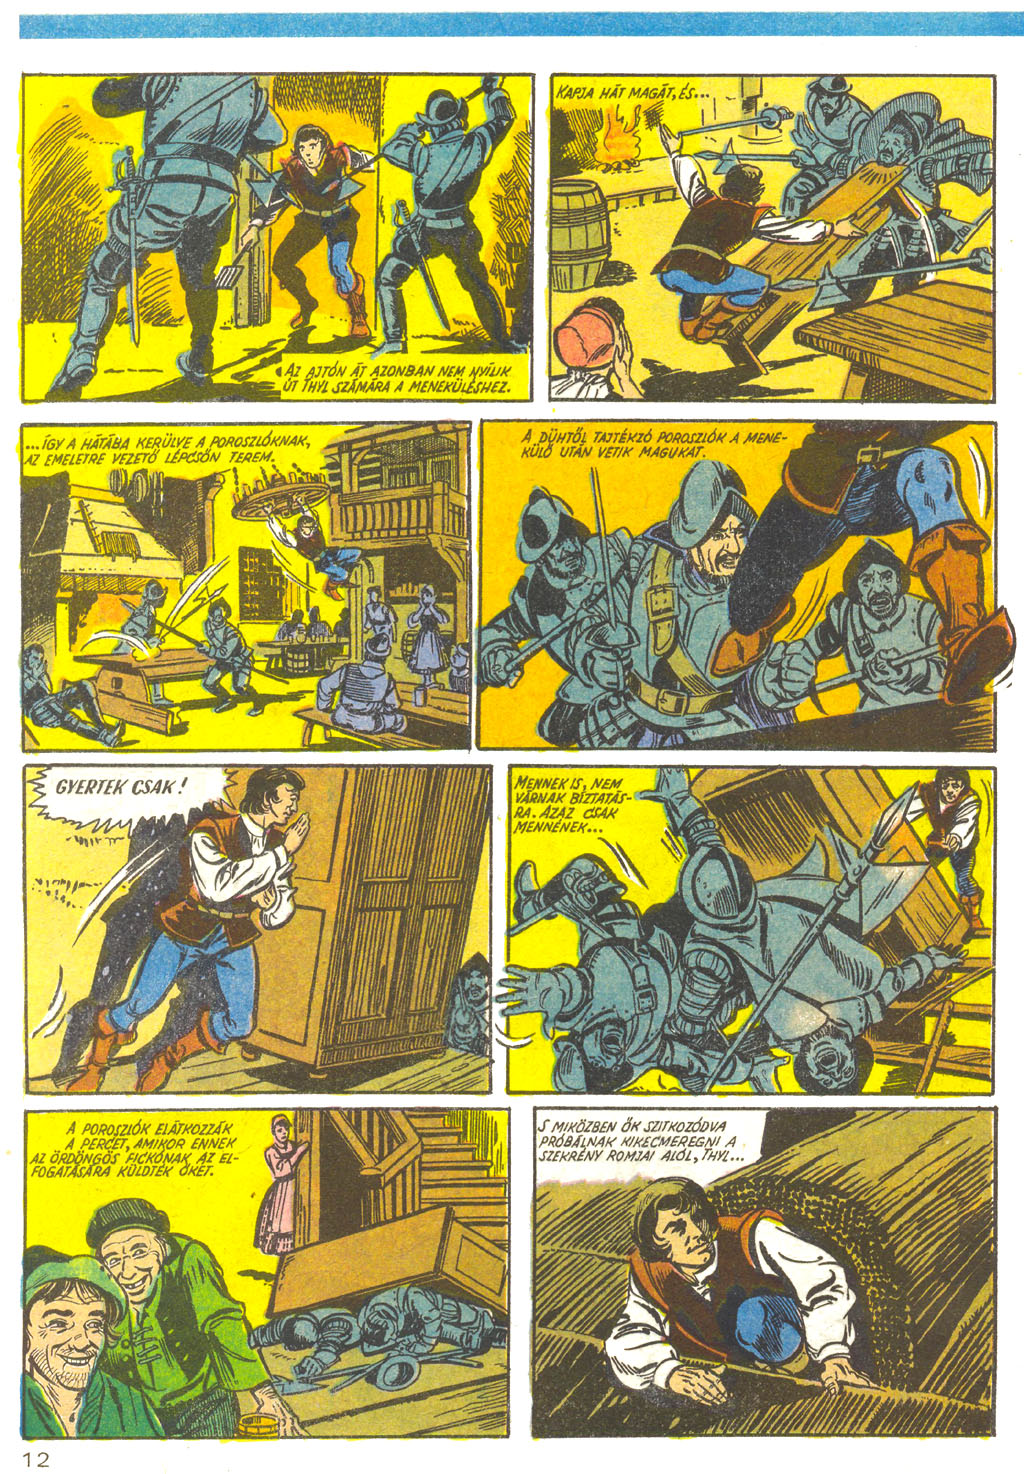 AZ AJTÓN ÁT AZONBAN NEM NYÍLIK
ÚT THYL SZÁMÁRA A MENEKÜLÉSHEZ.
KAPJA HÁT MAGÁT, ÉS...
...ÍGY A HÁTÁBA KERÜLVE A POROSZLÓKNAK,
AZ EMELETRE VEZETŐ LÉPCSŐN TEREM.
A DÜHTŐL TAJTÉKZÓ POROSZLÓK A MENE-
KÜLŐ UTÁN VETIK MAGUKAT.
GYERTEK CSAK!
MENNEK IS, NEM
VÁRNAK BÍZTATÁS-
RA. AZAZ CSAK
MENNÉNEK...
A POROSZLÓK ELÁTKOZZÁK
A PERCET, AMIKOR ENNEK
AZ ÖRDÖNGÖS FICKÓNAK AZ EL-
FOGATÁSÁRA KÜLDTÉK ŐKET.
S MIKÖZBEN ŐK SZITKOZÓDVA
PRÓBÁLNAK KIKECMEREGNI A
SZEKRÉNY ROMJAI ALÓL, THYL...
12